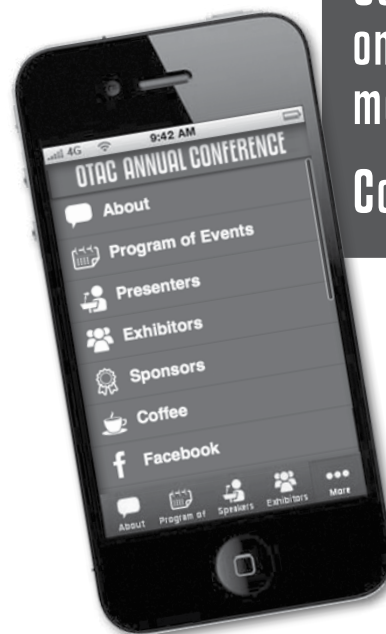 on
4G 9:42 AM
OTAC ANNUAL CONFERENCE
About
Program of Events
Presenters
Exhibitors
Sponsors
Coffee
f Facebook
About Program of Speakers Exhibitors More